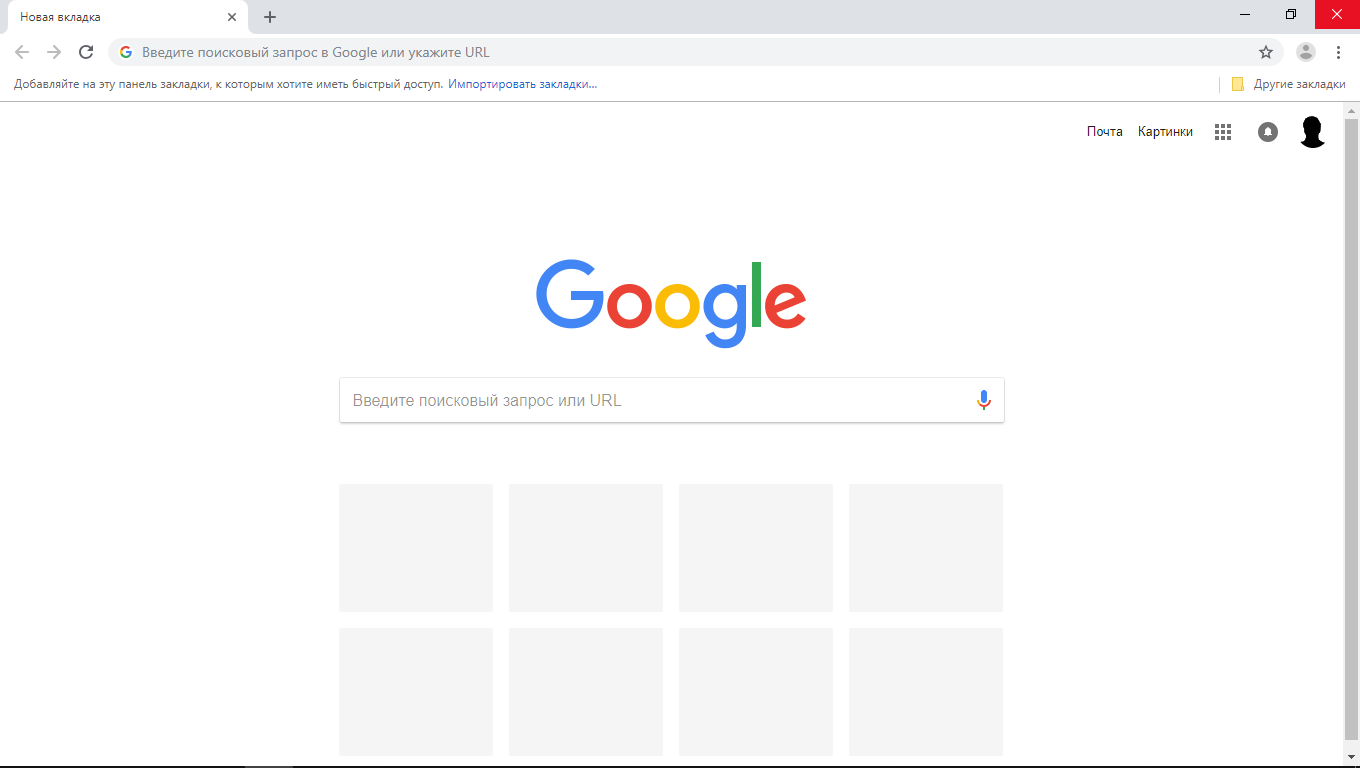 Новая вкладка
Введите поисковый запрос в Google или укажите URL
Добавляйте на эту панель закладки, к которым хотите иметь быстрый доступ. Импортировать закладки... Другие закладки
Почта Картинки
Google
Введите поисковый запрос или URL